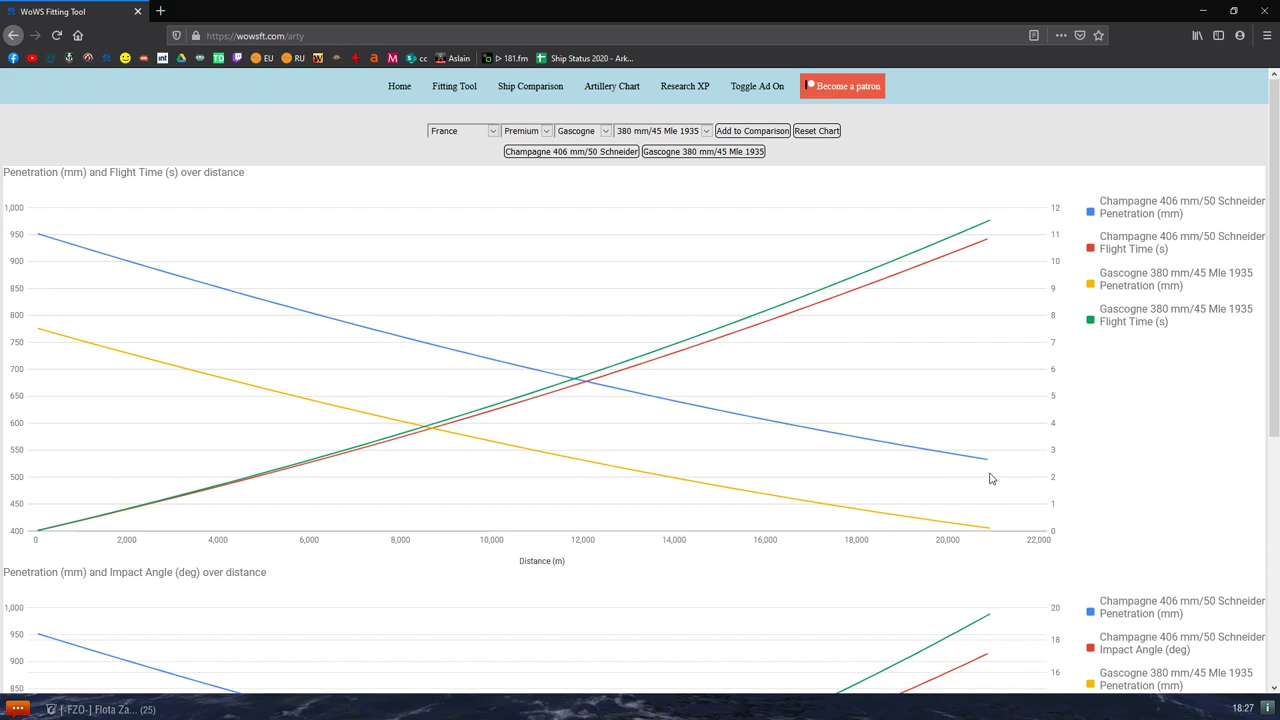 WoWS Fitting Tool
https://wowsft.com/arty
EU
RU
cc
Aslain
181.fm
Ship Status 2020 - Ark...
Home
Fitting Tool
Ship Comparison
Artillery Chart
Research XP
Toggle Ad On
Become a patron
France
Premium
Gascogne
380 mm/45 Mle 1935
Add to Comparison
Reset Chart
Champagne 406 mm/50 Schneider
Gascogne 380 mm/45 Mle 1935
Penetration (mm) and Flight Time (s) over distance
1,000
950
900
850
800
750
700
650
600
550
500
450
400
12
11
10
9
8
7
6
5
4
3
2
1
0
0
2,000
4,000
6,000
8,000
10,000
12,000
14,000
16,000
18,000
20,000
22,000
Distance (m)
Champagne 406 mm/50 Schneider
Penetration (mm)
Champagne 406 mm/50 Schneider
Flight Time (s)
Gascogne 380 mm/45 Mle 1935
Penetration (mm)
Gascogne 380 mm/45 Mle 1935
Flight Time (s)
Penetration (mm) and Impact Angle (deg) over distance
1,000
950
900
850
20
18
16
Champagne 406 mm/50 Schneider
Penetration (mm)
Champagne 406 mm/50 Schneider
Impact Angle (deg)
Gascogne 380 mm/45 Mle 1935
Penetration (mm)
[-FZO-] Flota Za... (25)
18:27